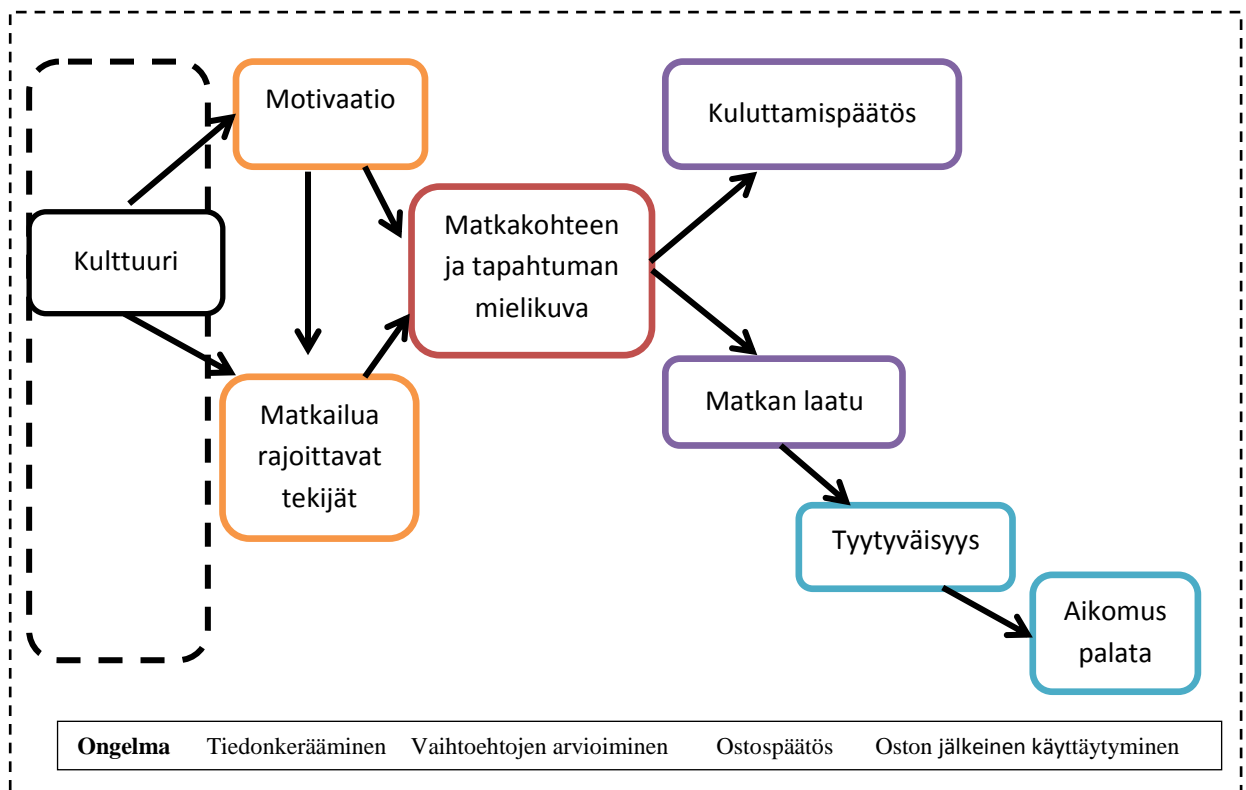 Motivaatio
Kuluttamispäätös
Kulttuuri
Matkakohteen
ja tapahtuman
mielikuva
Matkailua
rajoittavat
tekijät
Matkan laatu
Tyytyväisyys
Aikomus
palata
Ongelma Tiedonkerääminen Vaihtoehtojen arvioiminen Ostospäätös Oston jälkeinen käyttäytyminen